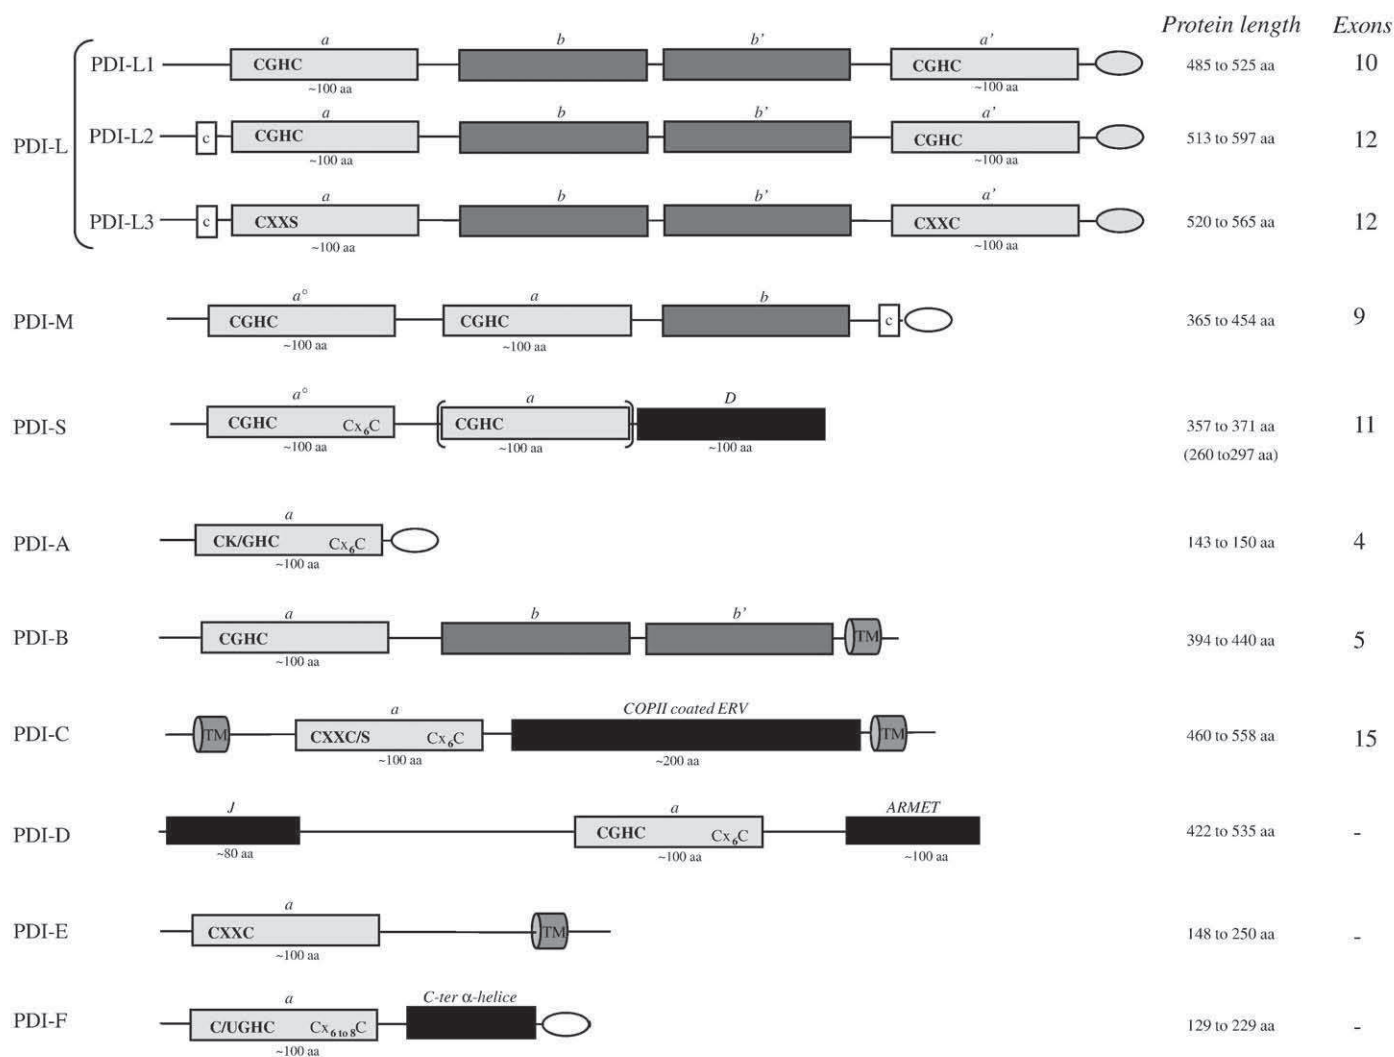 Protein length Exons
a b b' a'
PDI-L1 CGHC CGHC 485 to 525 aa 10
~100 aa ~100 aa
a b b' a'
PDI-L PDI-L2 c CGHC CGHC 513 to 597 aa 12
~100 aa ~100 aa
a b b' a'
PDI-L3 c CXXS CXXC 520 to 565 aa 12
~100 aa ~100 aa
a° a b
PDI-M CGHC CGHC c 365 to 454 aa 9
~100 aa ~100 aa
a° a D
PDI-S CGHC Cx₆C CGHC 357 to 371 aa 11
~100 aa ~100 aa ~100 aa
(260 to297 aa)
a
PDI-A CK/GHC Cx₆C 143 to 150 aa 4
~100 aa
a b b'
PDI-B CGHC TM 394 to 440 aa 5
~100 aa
a COPII coated ERV
PDI-C TM CXXC/S Cx₆C TM 460 to 558 aa 15
~100 aa ~200 aa
J a ARMET
PDI-D CGHC Cx₆C 422 to 535 aa -
~80 aa ~100 aa ~100 aa
a
PDI-E CXXC TM 148 to 250 aa -
~100 aa
a C-ter α-helice
PDI-F C/UGHC Cx₆ ₜₒ ₈C 129 to 229 aa -
~100 aa